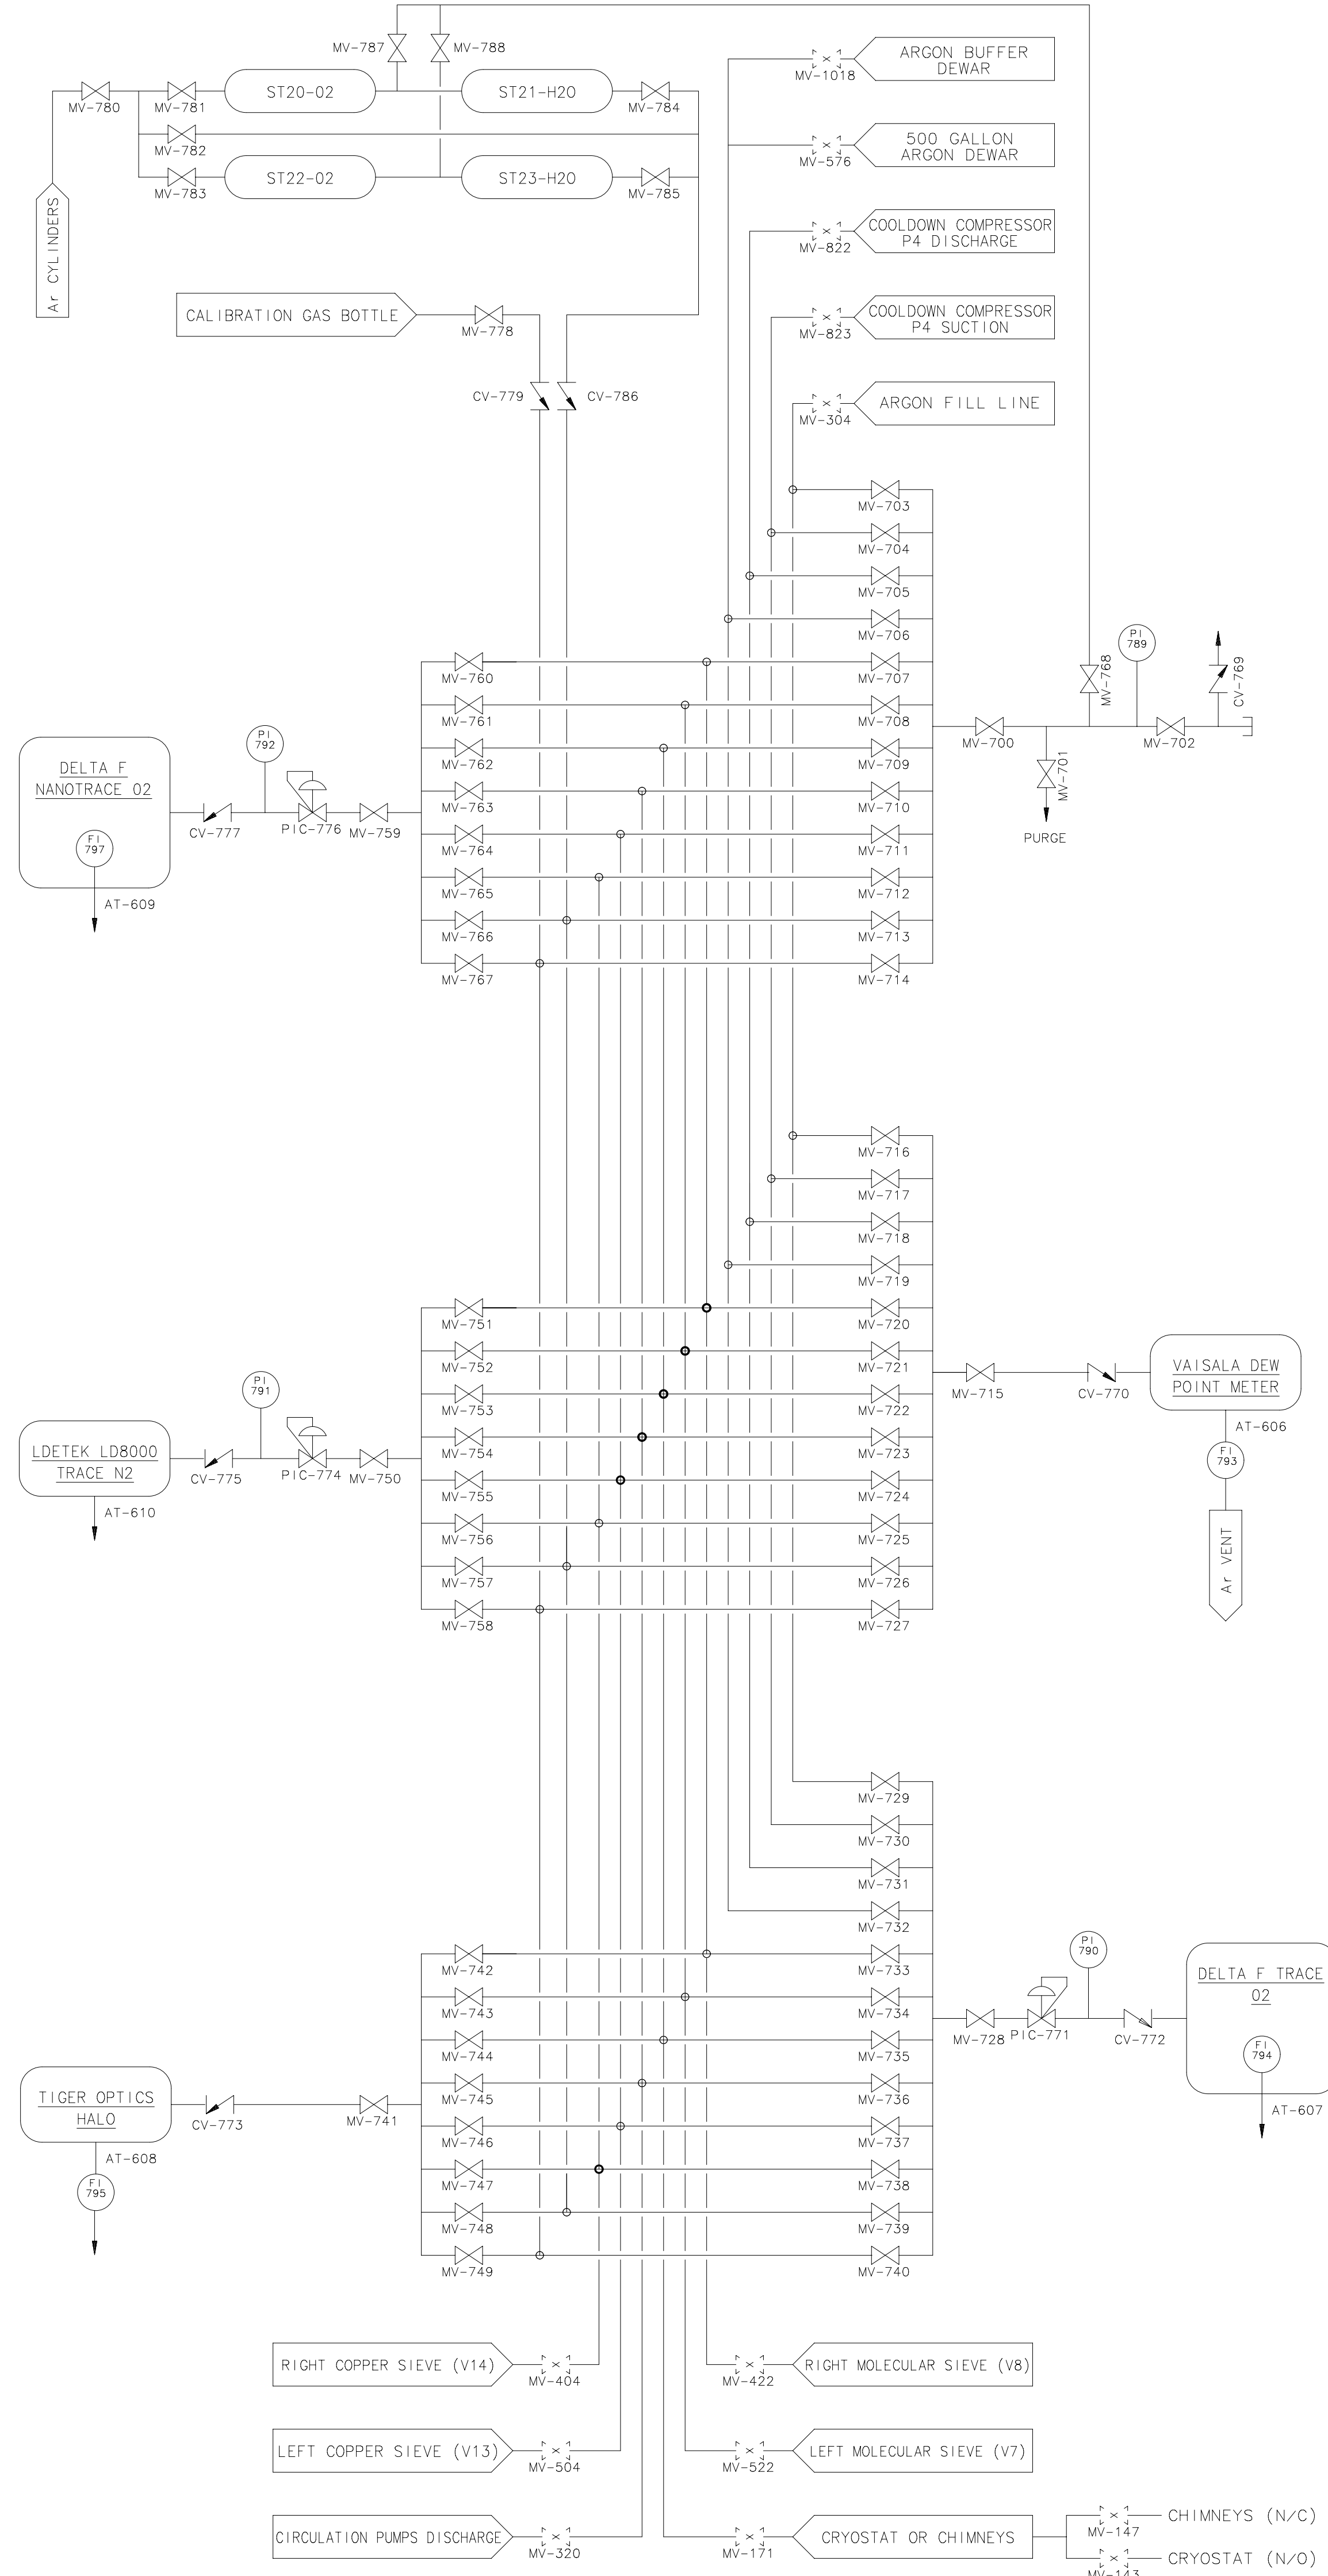 MV-787
MV-788
MV-1018
ARGON BUFFER
DEWAR
MV-780
MV-781
ST20-02
ST21-H20
MV-784
MV-782
MV-576
500 GALLON
ARGON DEWAR
MV-783
ST22-02
ST23-H20
MV-785
Ar CYLINDERS
MV-822
COOLDOWN COMPRESSOR
P4 DISCHARGE
CALIBRATION GAS BOTTLE
MV-778
MV-823
COOLDOWN COMPRESSOR
P4 SUCTION
CV-779
CV-786
MV-304
ARGON FILL LINE
MV-703
MV-704
MV-705
MV-706
MV-760
MV-707
MV-761
MV-708
MV-762
MV-709
MV-763
MV-710
MV-764
MV-711
MV-765
MV-712
MV-766
MV-713
MV-767
MV-714
MV-768
PI
789
CV-769
MV-700
MV-702
MV-701
PURGE
DELTA F
NANOTRACE 02
FI
797
AT-609
CV-777
PI
792
PIC-776
MV-759
MV-716
MV-717
MV-718
MV-719
MV-751
MV-720
MV-752
MV-721
MV-753
MV-722
MV-754
MV-723
MV-755
MV-724
MV-756
MV-725
MV-757
MV-726
MV-758
MV-727
MV-715
CV-770
VAISALA DEW
POINT METER
AT-606
FI
793
Ar VENT
LDETEK LD8000
TRACE N2
AT-610
CV-775
PI
791
PIC-774
MV-750
MV-729
MV-730
MV-731
MV-732
MV-742
MV-733
MV-743
MV-734
MV-744
MV-735
MV-745
MV-736
MV-746
MV-737
MV-747
MV-738
MV-748
MV-739
MV-749
MV-740
MV-728
PIC-771
PI
790
CV-772
DELTA F TRACE
02
FI
794
AT-607
TIGER OPTICS
HALO
AT-608
FI
795
CV-773
MV-741
RIGHT COPPER SIEVE (V14)
MV-404
MV-422
RIGHT MOLECULAR SIEVE (V8)
LEFT COPPER SIEVE (V13)
MV-504
MV-522
LEFT MOLECULAR SIEVE (V7)
CIRCULATION PUMPS DISCHARGE
MV-320
MV-171
CRYOSTAT OR CHIMNEYS
MV-147
CHIMNEYS (N/C)
MV-143
CRYOSTAT (N/O)